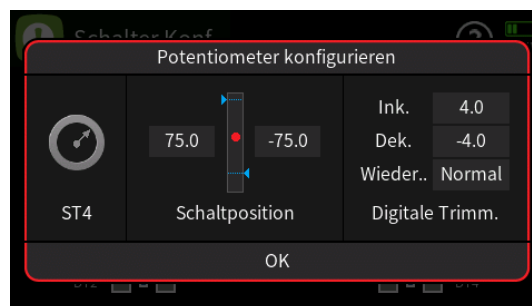 Schalter Konf
Potentiometer konfigurieren
Ink. 4.0
75.0 -75.0 Dek. -4.0
Wieder.. Normal
ST4 Schaltposition Digitale Trimm.
OK